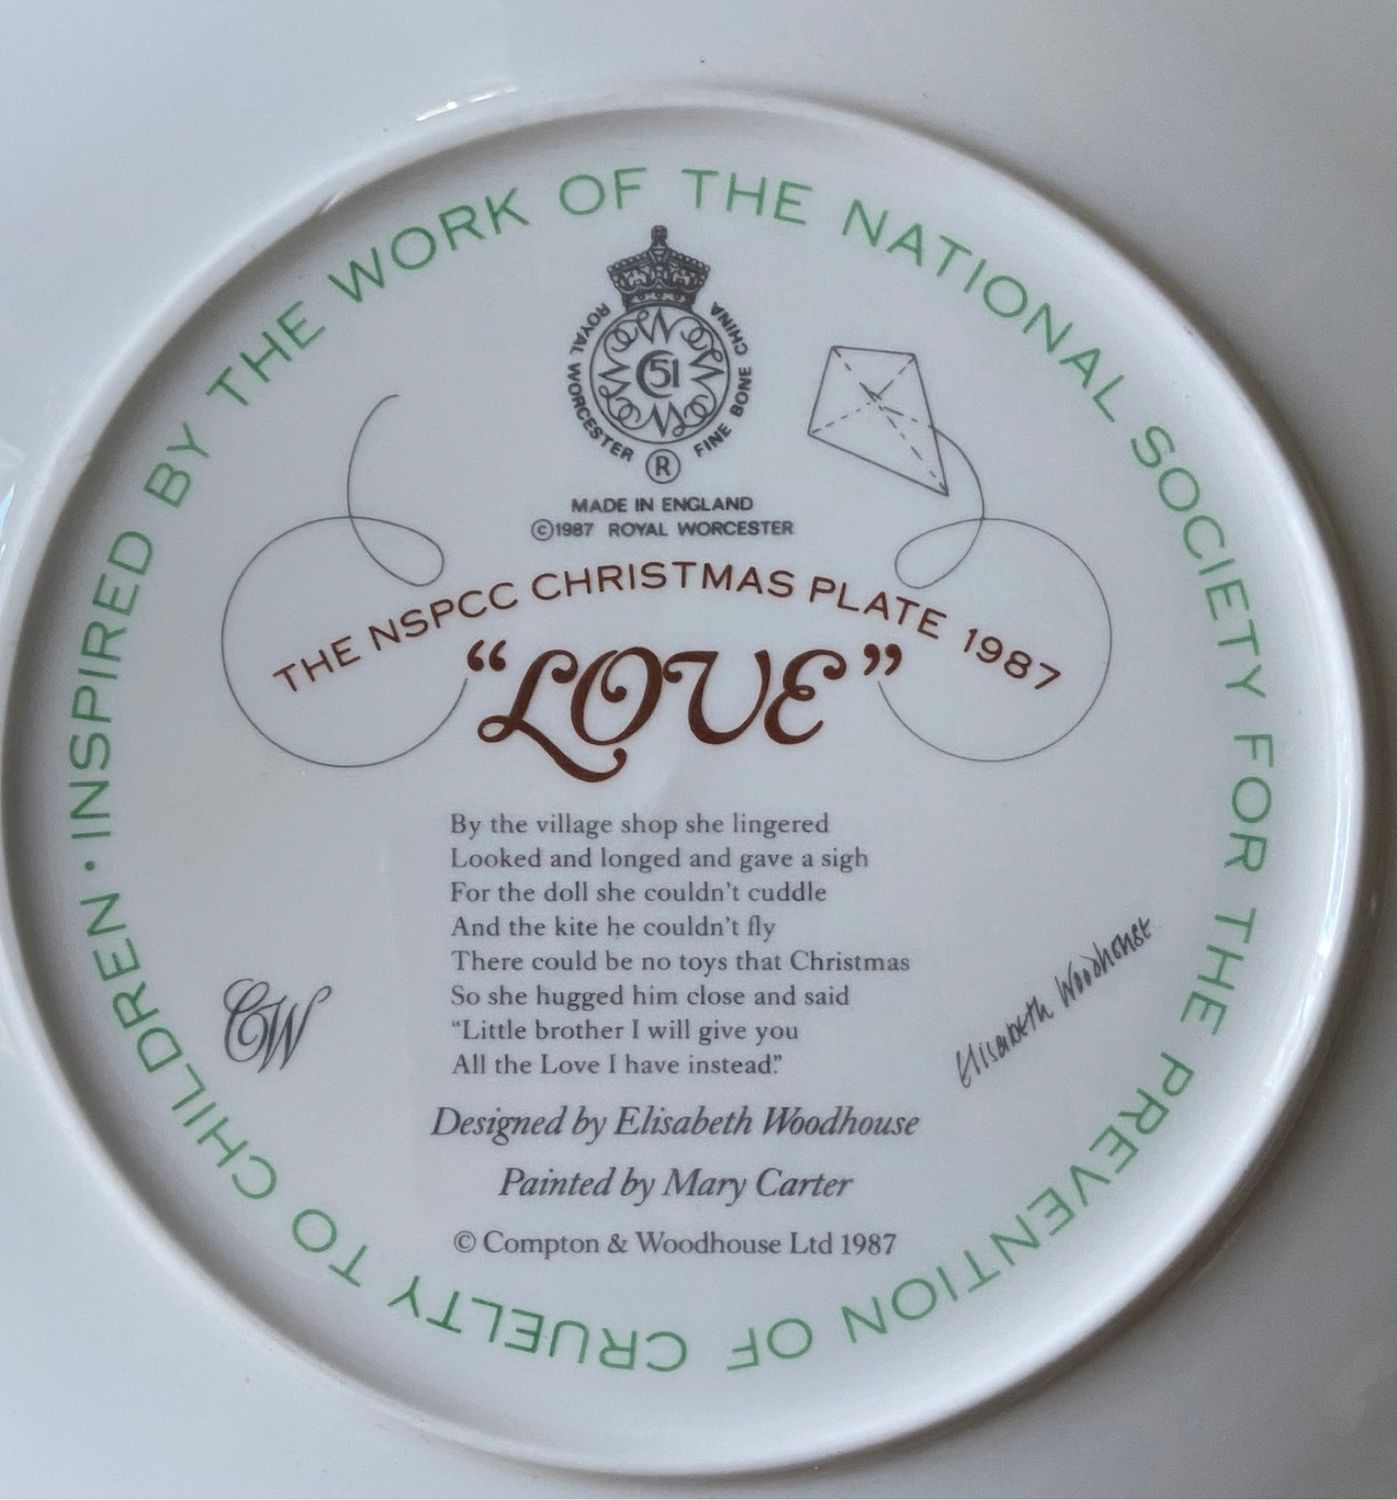 INSPIRED BY THE WORK OF THE NATIONAL SOCIETY FOR THE PREVENTION OF CRUELTY TO CHILDREN ·
ROYAL WORCESTER FINE BONE CHINA
51
®
MADE IN ENGLAND
©1987 ROYAL WORCESTER
THE NSPCC CHRISTMAS PLATE 1987
“LOVE”
By the village shop she lingered
Looked and longed and gave a sigh
For the doll she couldn't cuddle
And the kite he couldn't fly
There could be no toys that Christmas
So she hugged him close and said
“Little brother I will give you
All the Love I have instead.”
CW
Elisabeth Woodhouse
Designed by Elisabeth Woodhouse
Painted by Mary Carter
© Compton & Woodhouse Ltd 1987